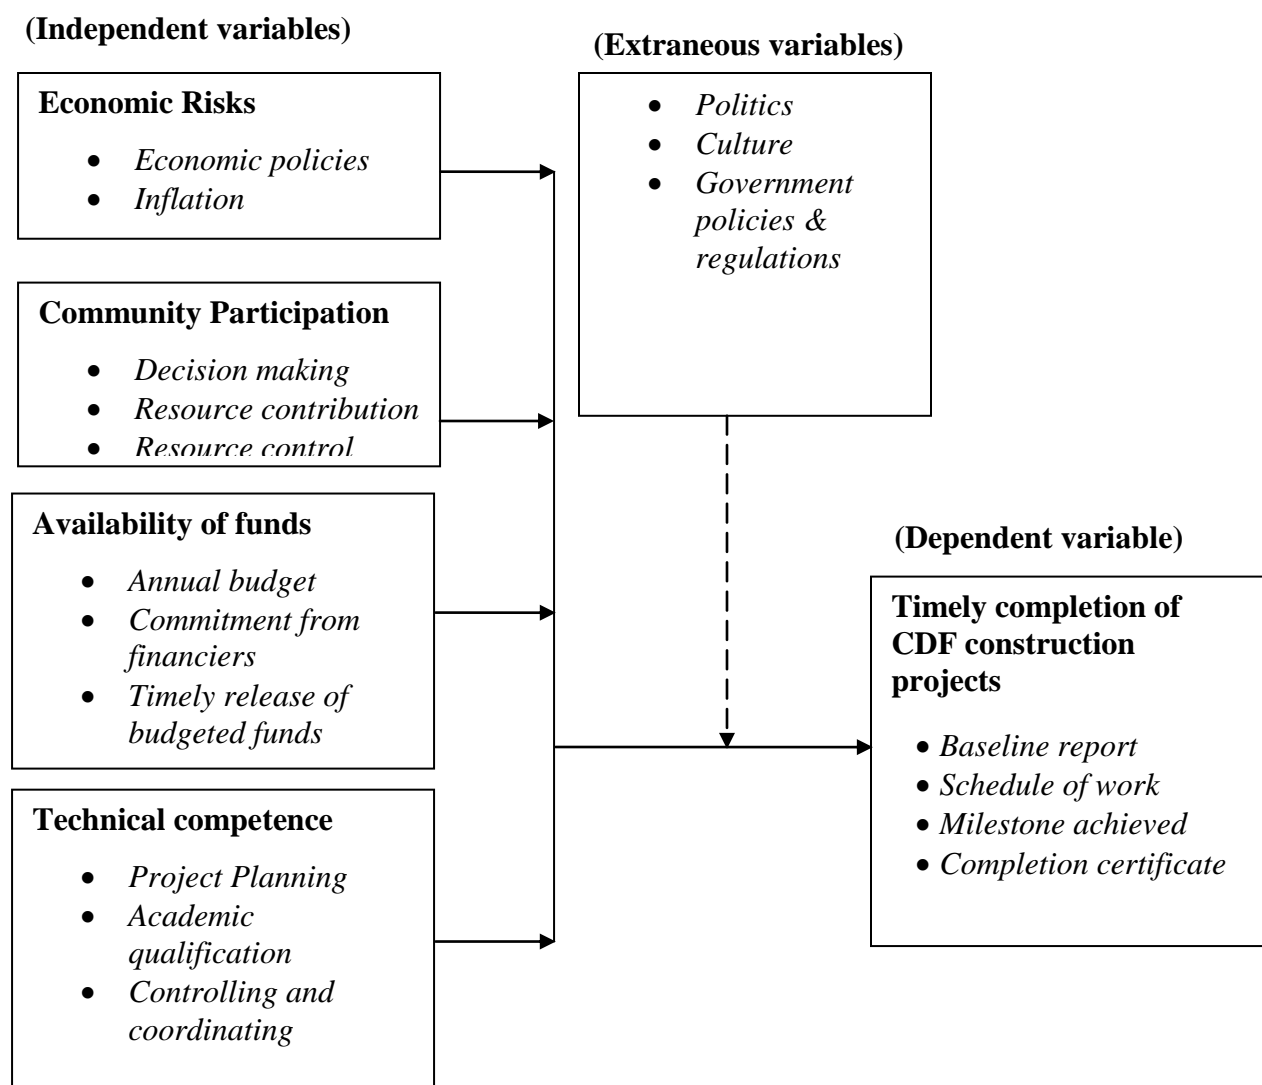 (Independent variables)
Economic Risks
• Economic policies
• Inflation
Community Participation
• Decision making
• Resource contribution
• Resource control
Availability of funds
• Annual budget
• Commitment from
financiers
• Timely release of
budgeted funds
Technical competence
• Project Planning
• Academic
qualification
• Controlling and
coordinating
(Extraneous variables)
• Politics
• Culture
• Government
policies &
regulations
(Dependent variable)
Timely completion of
CDF construction
projects
• Baseline report
• Schedule of work
• Milestone achieved
• Completion certificate